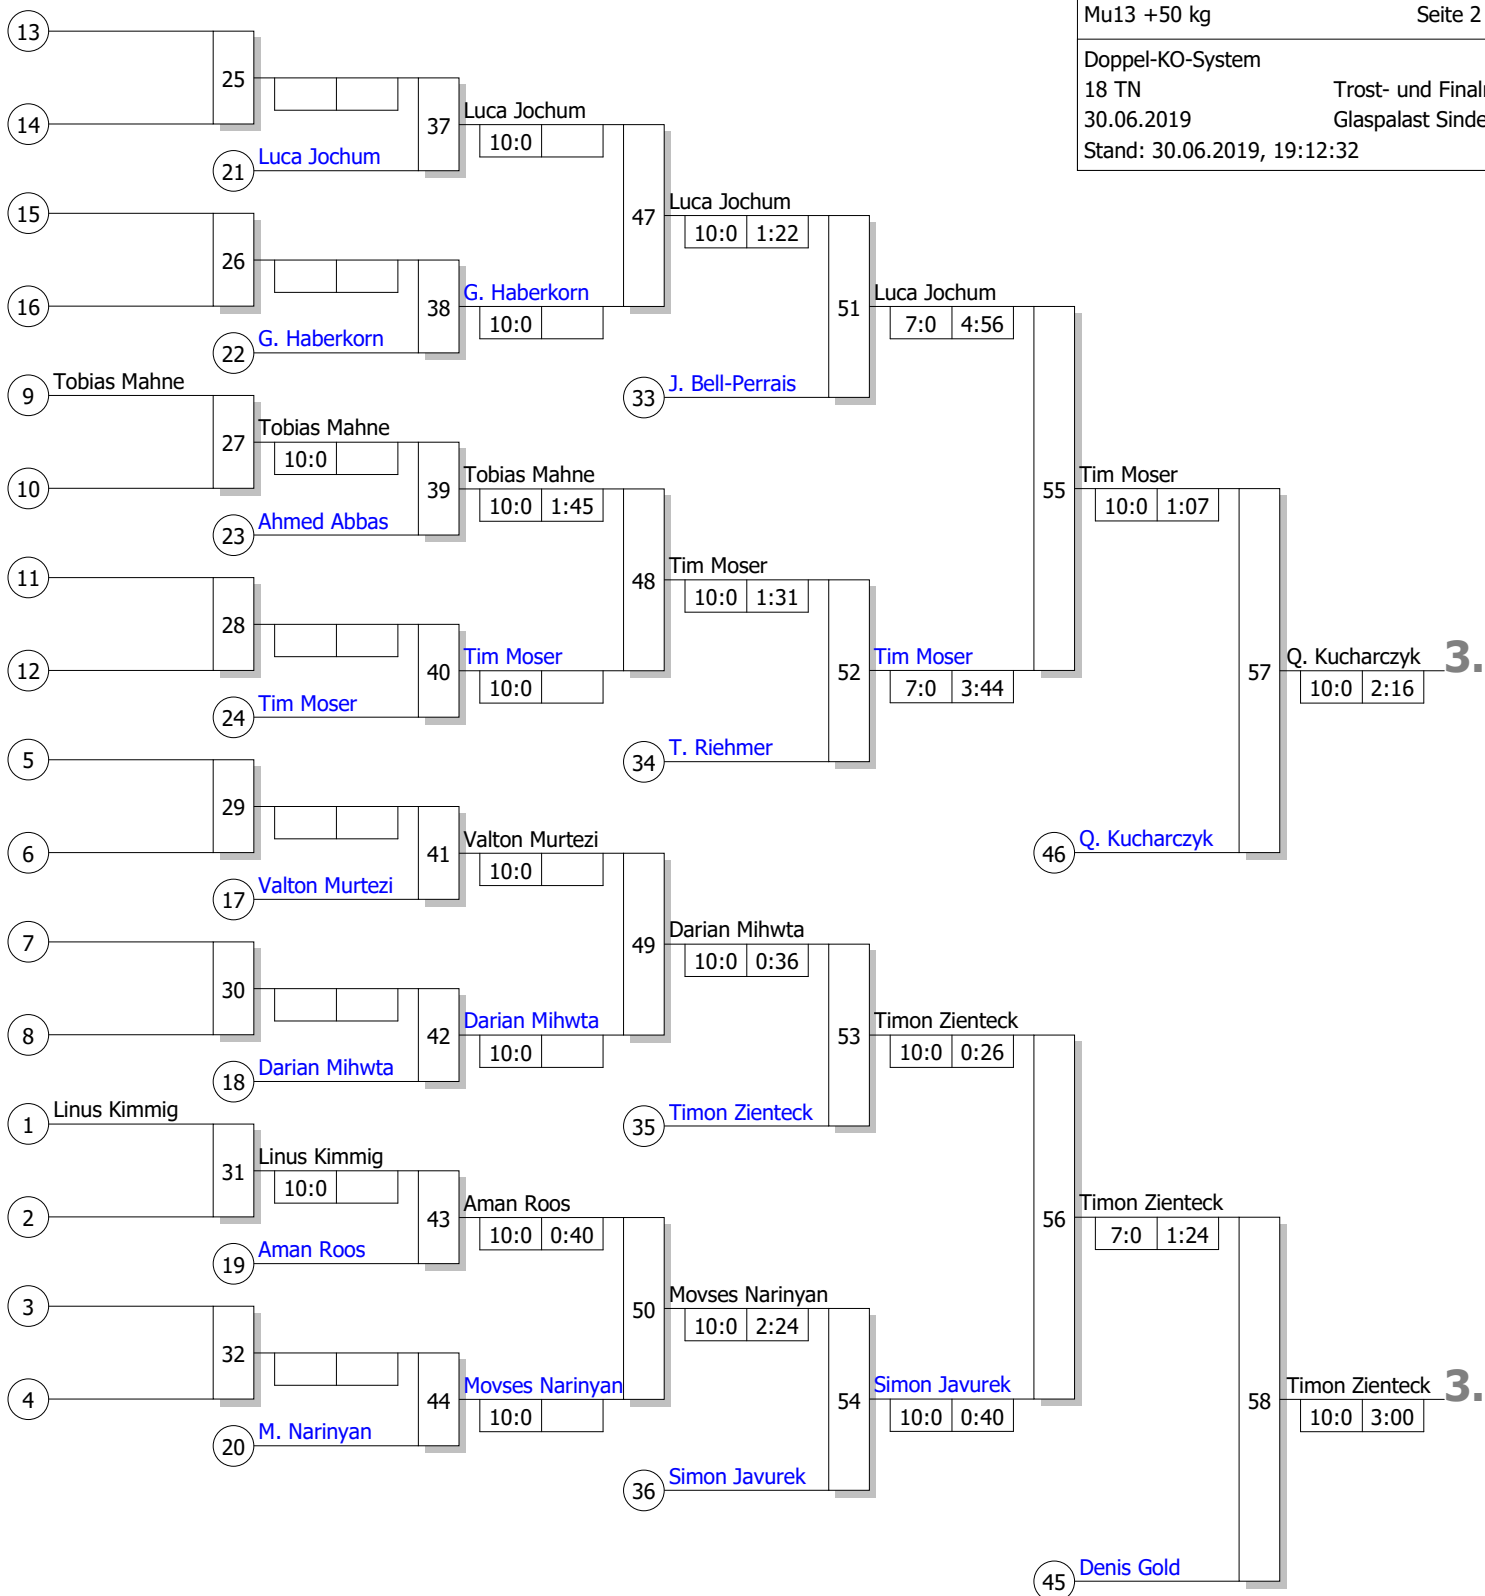 Mu13 +50 kg Seite 2
Doppel-KO-System
18 TN Trost- und Final
30.06.2019 Glaspalast Sinde
Stand: 30.06.2019, 19:12:32
13
25
14
37
Luca Jochum
10:0
21
Luca Jochum
15
47
Luca Jochum
10:0 1:22
26
16
38
G. Haberkorn
10:0
22
G. Haberkorn
51
Luca Jochum
7:0 4:56
33
J. Bell-Perrais
9
Tobias Mahne
27
Tobias Mahne
10:0
10
39
Tobias Mahne
10:0 1:45
23
Ahmed Abbas
55
Tim Moser
10:0 1:07
11
48
Tim Moser
10:0 1:31
28
12
40
Tim Moser
10:0
24
Tim Moser
52
Tim Moser
7:0 3:44
34
T. Riehmer
57
Q. Kucharczyk 3.
10:0 2:16
5
29
6
41
Valton Murtezi
10:0
46
Q. Kucharczyk
17
Valton Murtezi
7
49
Darian Mihwta
10:0 0:36
30
8
42
Darian Mihwta
10:0
18
Darian Mihwta
53
Timon Zienteck
10:0 0:26
35
Timon Zienteck
1
Linus Kimmig
31
Linus Kimmig
10:0
2
43
Aman Roos
10:0 0:40
19
Aman Roos
56
Timon Zienteck
7:0 1:24
3
50
Movses Narinyan
10:0 2:24
32
4
44
Movses Narinyan
10:0
20
M. Narinyan
54
Simon Javurek
10:0 0:40
36
Simon Javurek
58
Timon Zienteck 3.
10:0 3:00
45
Denis Gold